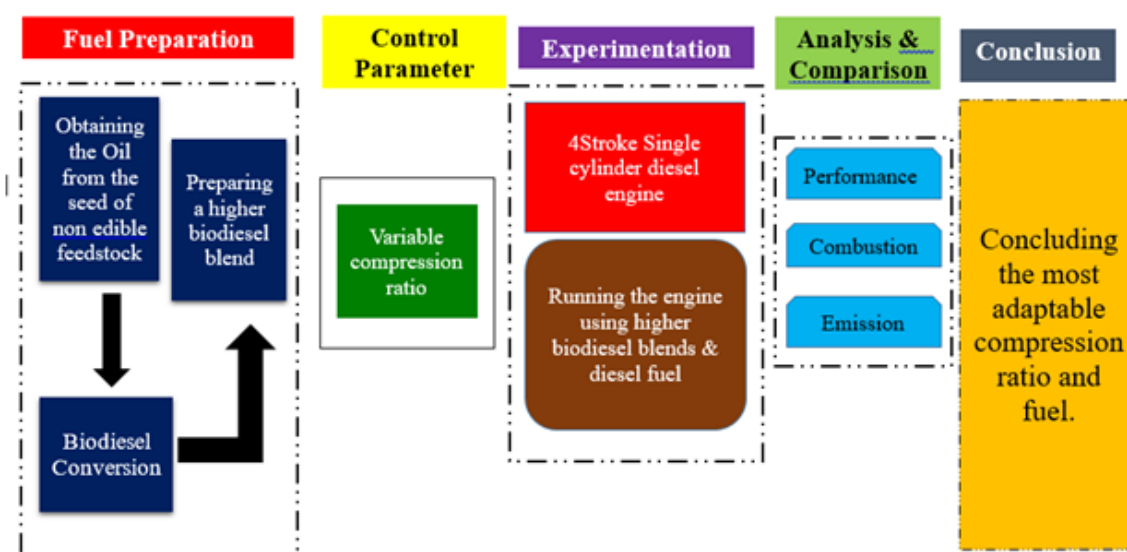 Fuel Preparation
Control
Parameter
Experimentation
Analysis &
Comparison
Conclusion
Obtaining
the Oil
from the
seed of
non edible
feedstock
Preparing
a higher
biodiesel
blend
Biodiesel
Conversion
Variable
compression
ratio
4Stroke Single
cylinder diesel
engine
Running the engine
using higher
biodiesel blends &
diesel fuel
Performance
Combustion
Emission
Concluding
the most
adaptable
compression
ratio and
fuel.